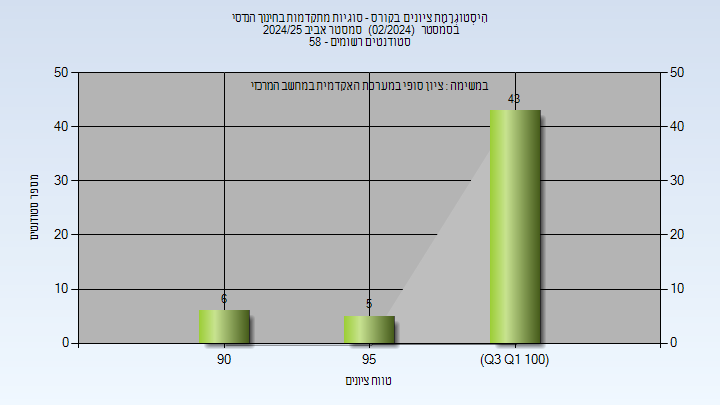 היסטוגרמת ציונים בקורס - סוגיות מתקדמות בחינוך הנדסי
בסמסטר (02/2024) סמסטר אביב 2024/25
סטודנטים רשומים - 58
במשימה : ציון סופי במערכת האקדמית במחשב המרכזי
50 50
40 40
30 30
20 20
10 10
0 0
43
6
5
מספר סטודנטים
90 95 (Q3 Q1 100)
טווח ציונים